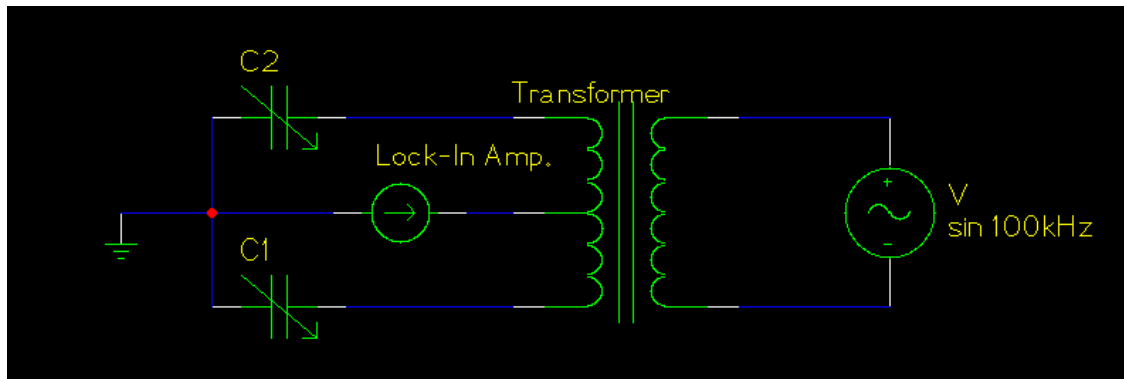 C2
Transformer
Lock-In Amp.
C1
V
sin 100kHz